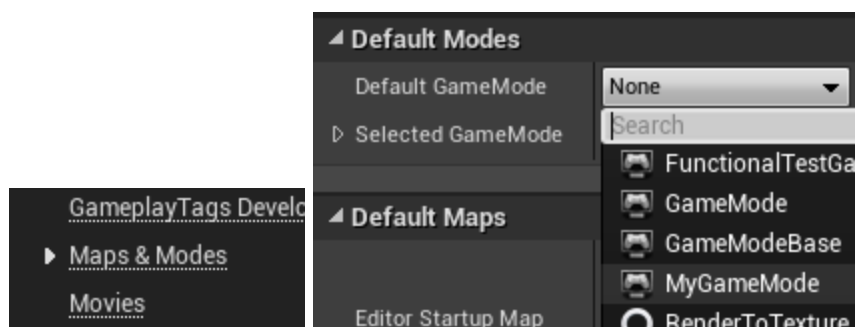 GameplayTags Develo
Maps & Modes
Movies
Default Modes
Default GameMode
None
Search
Selected GameMode
FunctionalTestGa
GameMode
GameModeBase
Default Maps
MyGameMode
Editor Startup Map
RenderToTexture